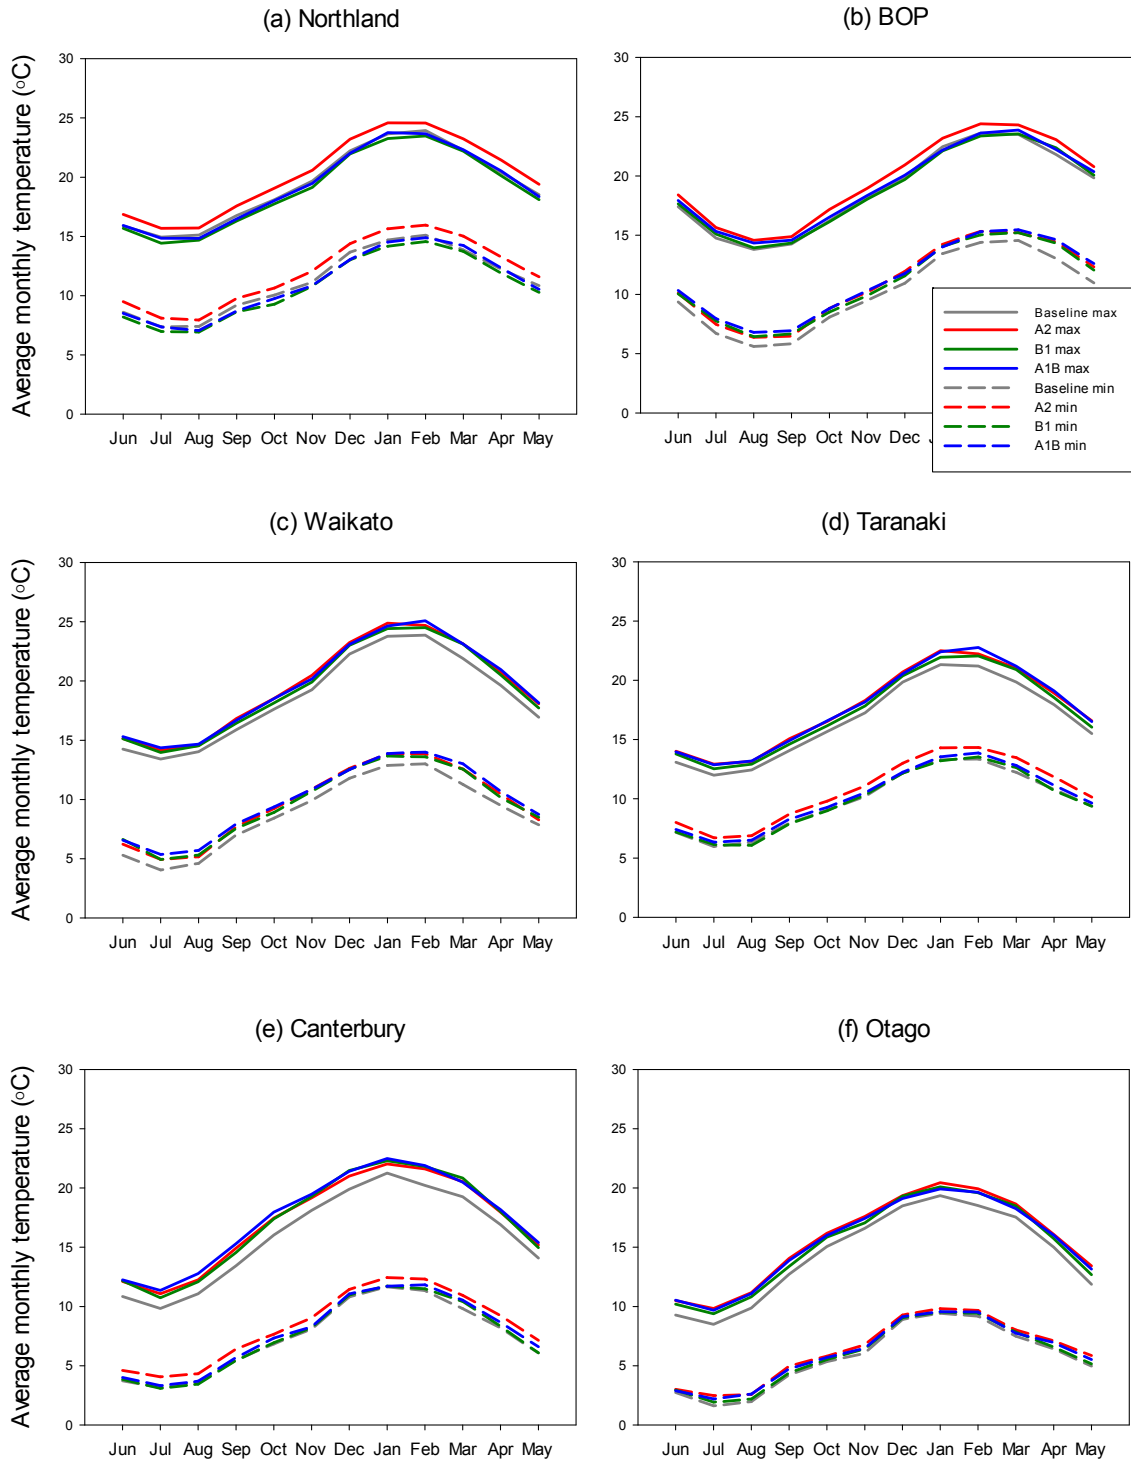 (a) Northland
(b) BOP
Average monthly temperature (oC)
30
25
20
15
10
5
0
Jun Jul Aug Sep Oct Nov Dec Jan Feb Mar Apr May
30
25
20
15
10
5
0
Jun Jul Aug Sep Oct Nov Dec
Baseline max
A2 max
B1 max
A1B max
Baseline min
A2 min
B1 min
A1B min
(c) Waikato
(d) Taranaki
Average monthly temperature (oC)
30
25
20
15
10
5
0
Jun Jul Aug Sep Oct Nov Dec Jan Feb Mar Apr May
30
25
20
15
10
5
0
Jun Jul Aug Sep Oct Nov Dec Jan Feb Mar Apr May
(e) Canterbury
(f) Otago
Average monthly temperature (oC)
30
25
20
15
10
5
0
Jun Jul Aug Sep Oct Nov Dec Jan Feb Mar Apr May
30
25
20
15
10
5
0
Jun Jul Aug Sep Oct Nov Dec Jan Feb Mar Apr May